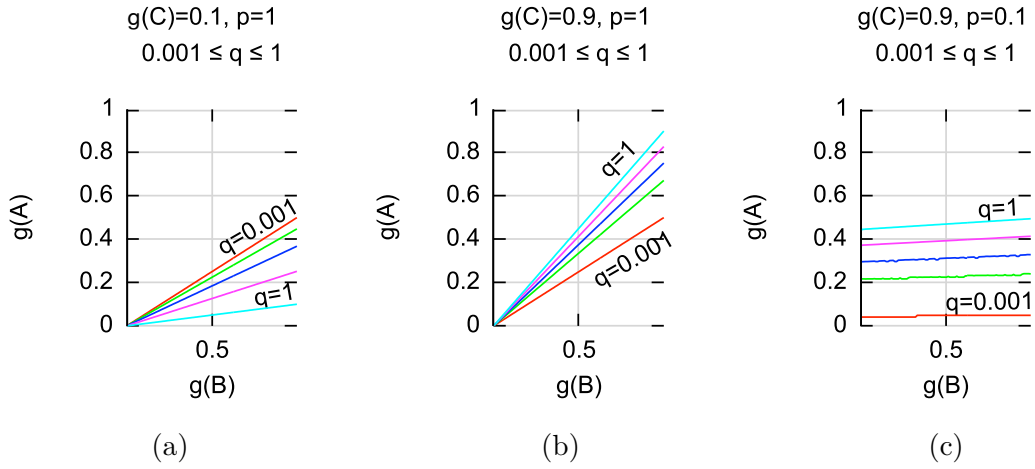 g(C)=0.1, p=1
0.001 ≤ q ≤ 1
g(A)
1
0.8
0.6
0.4
0.2
0
q=0.001
q=1
0.5
g(B)
(a)
g(C)=0.9, p=1
0.001 ≤ q ≤ 1
g(A)
1
0.8
0.6
0.4
0.2
0
q=1
q=0.001
0.5
g(B)
(b)
g(C)=0.9, p=0.1
0.001 ≤ q ≤ 1
g(A)
1
0.8
0.6
0.4
0.2
0
q=1
q=0.001
0.5
g(B)
(c)